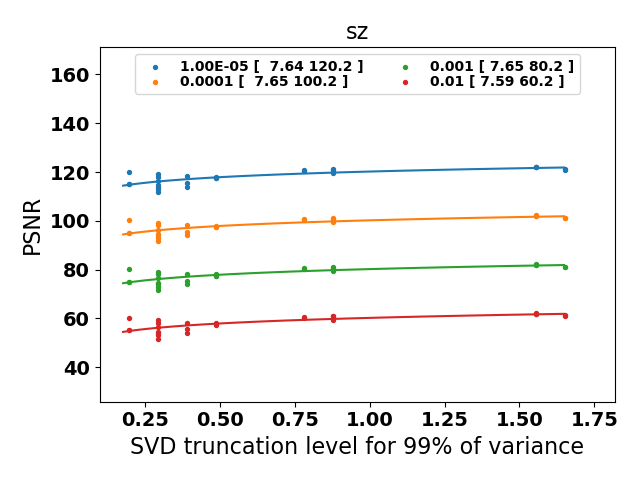 sz
1.00E-05 [  7.64 120.2 ]
0.0001 [  7.65 100.2 ]
0.001 [ 7.65 80.2 ]
0.01 [ 7.59 60.2 ]
PSNR
160
140
120
100
80
60
40
0.25 0.50 0.75 1.00 1.25 1.50 1.75
SVD truncation level for 99% of variance